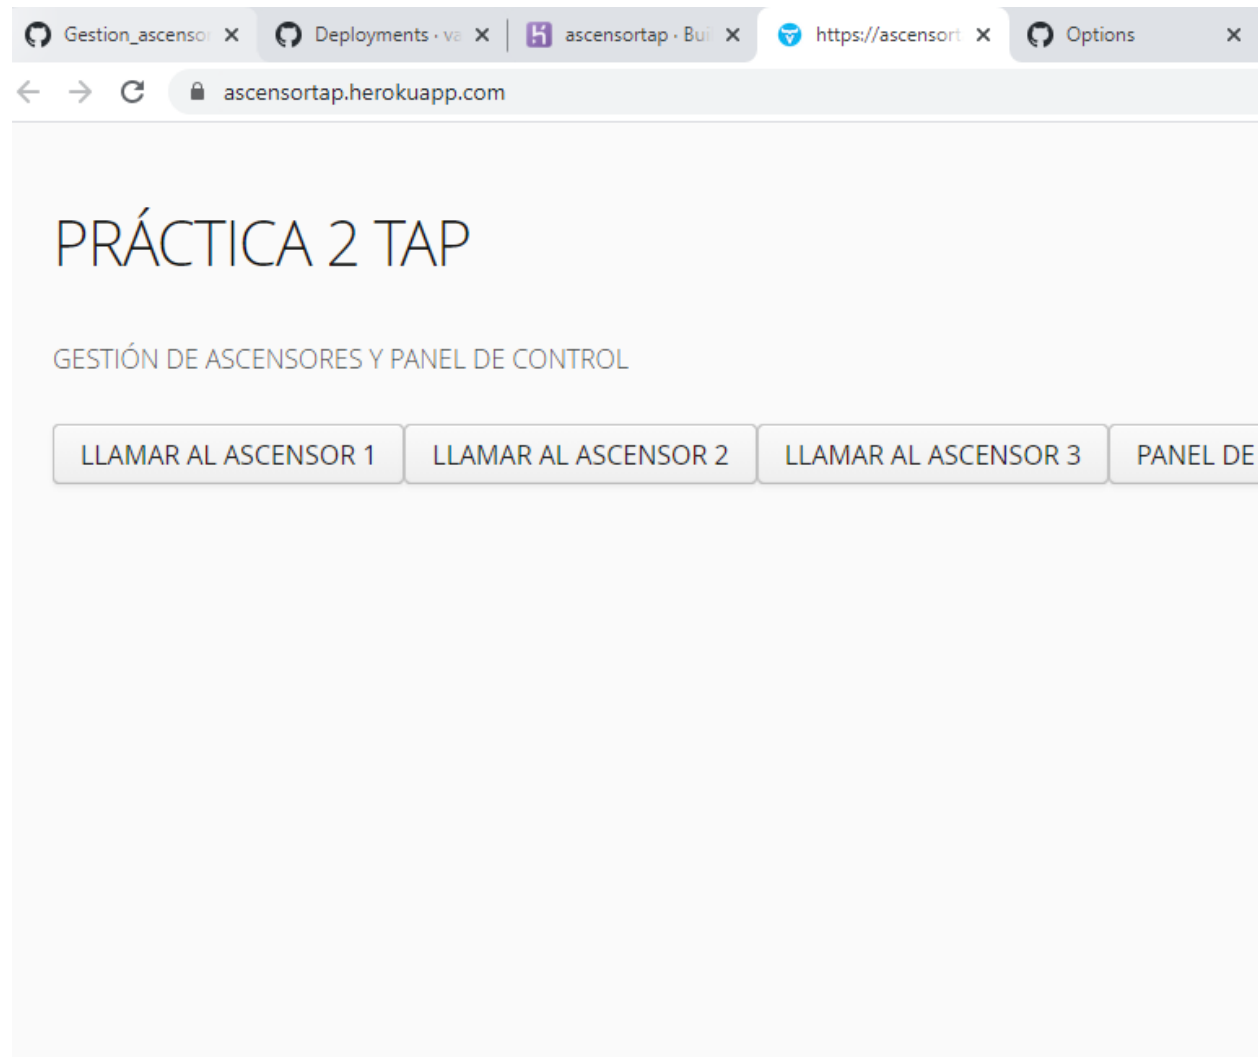 Gestion_ascensor Deployments · va ascensortap · Bui https://ascensort Options
ascensortap.herokuapp.com
PRÁCTICA 2 TAP
GESTIÓN DE ASCENSORES Y PANEL DE CONTROL
LLAMAR AL ASCENSOR 1 LLAMAR AL ASCENSOR 2 LLAMAR AL ASCENSOR 3 PANEL DE